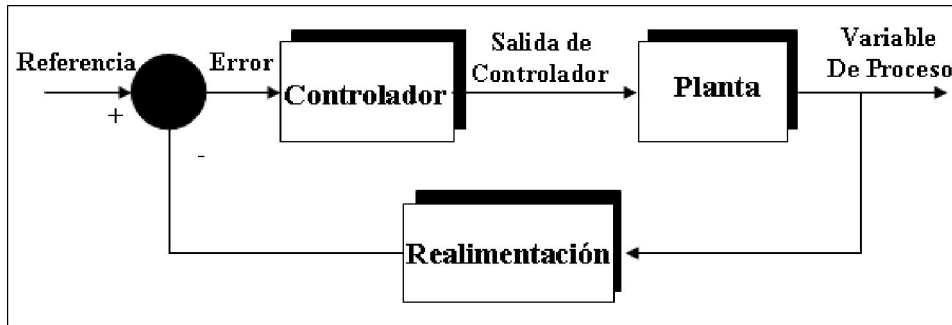 Referencia
+
-
Error
Controlador
Salida de
Controlador
Planta
Variable
De Proceso
Realimentación